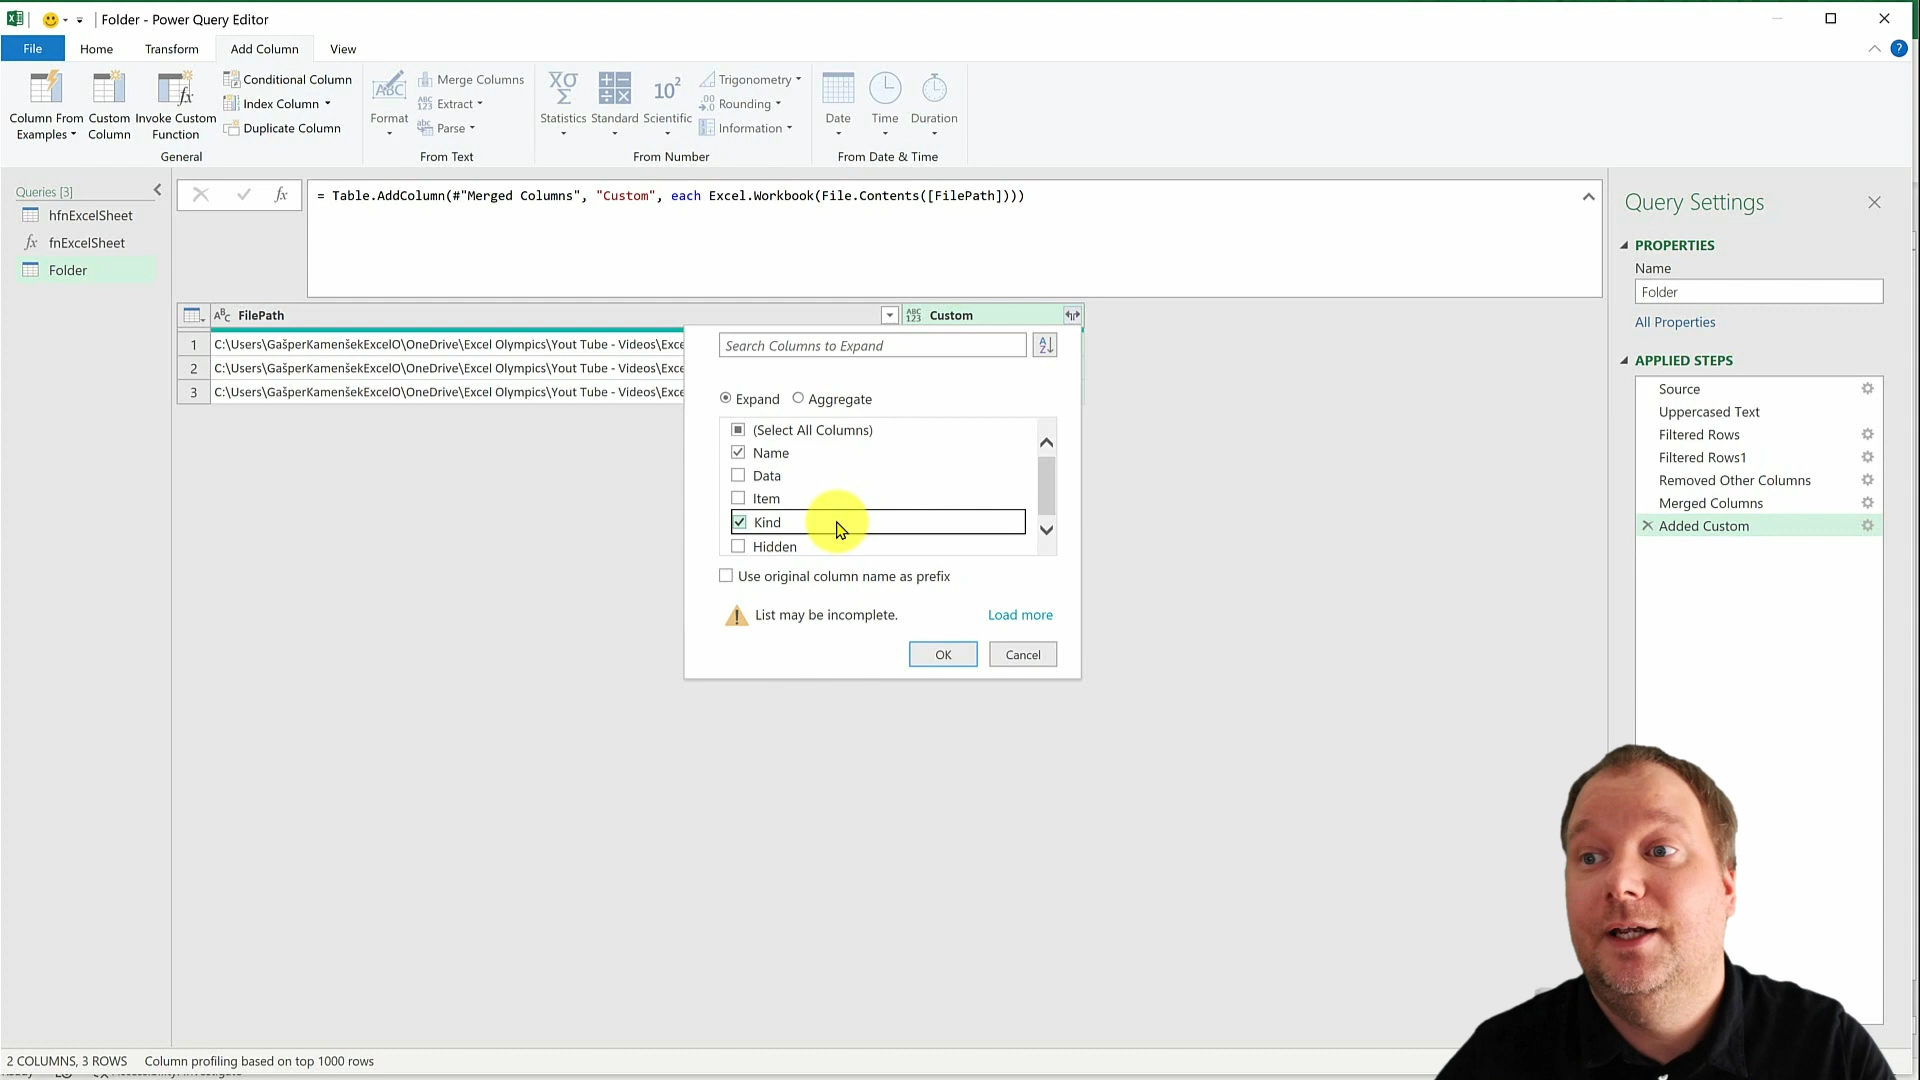 Folder - Power Query Editor
File
Home
Transform
Add Column
View
Column From
Examples
Custom
Column
Invoke Custom
Function
Conditional Column
Index Column
Duplicate Column
General
Format
Merge Columns
Extract
Parse
From Text
Statistics
Standard
Scientific
Trigonometry
Rounding
Information
From Number
Date
Time
Duration
From Date & Time
Queries [3]
hfnExcelSheet
fx fnExcelSheet
Folder
fx
= Table.AddColumn(#"Merged Columns", "Custom", each Excel.Workbook(File.Contents([FilePath])))
ABC FilePath
ABC 123 Custom
1 C:\Users\GašperKamenšekExcelO\OneDrive\Excel Olympics\Yout Tube - Videos\Exce
2 C:\Users\GašperKamenšekExcelO\OneDrive\Excel Olympics\Yout Tube - Videos\Exce
3 C:\Users\GašperKamenšekExcelO\OneDrive\Excel Olympics\Yout Tube - Videos\Exce
Search Columns to Expand
Expand
Aggregate
(Select All Columns)
Name
Data
Item
Kind
Hidden
Use original column name as prefix
List may be incomplete.
Load more
OK
Cancel
Query Settings
PROPERTIES
Name
Folder
All Properties
APPLIED STEPS
Source
Uppercased Text
Filtered Rows
Filtered Rows1
Removed Other Columns
Merged Columns
Added Custom
2 COLUMNS, 3 ROWS
Column profiling based on top 1000 rows